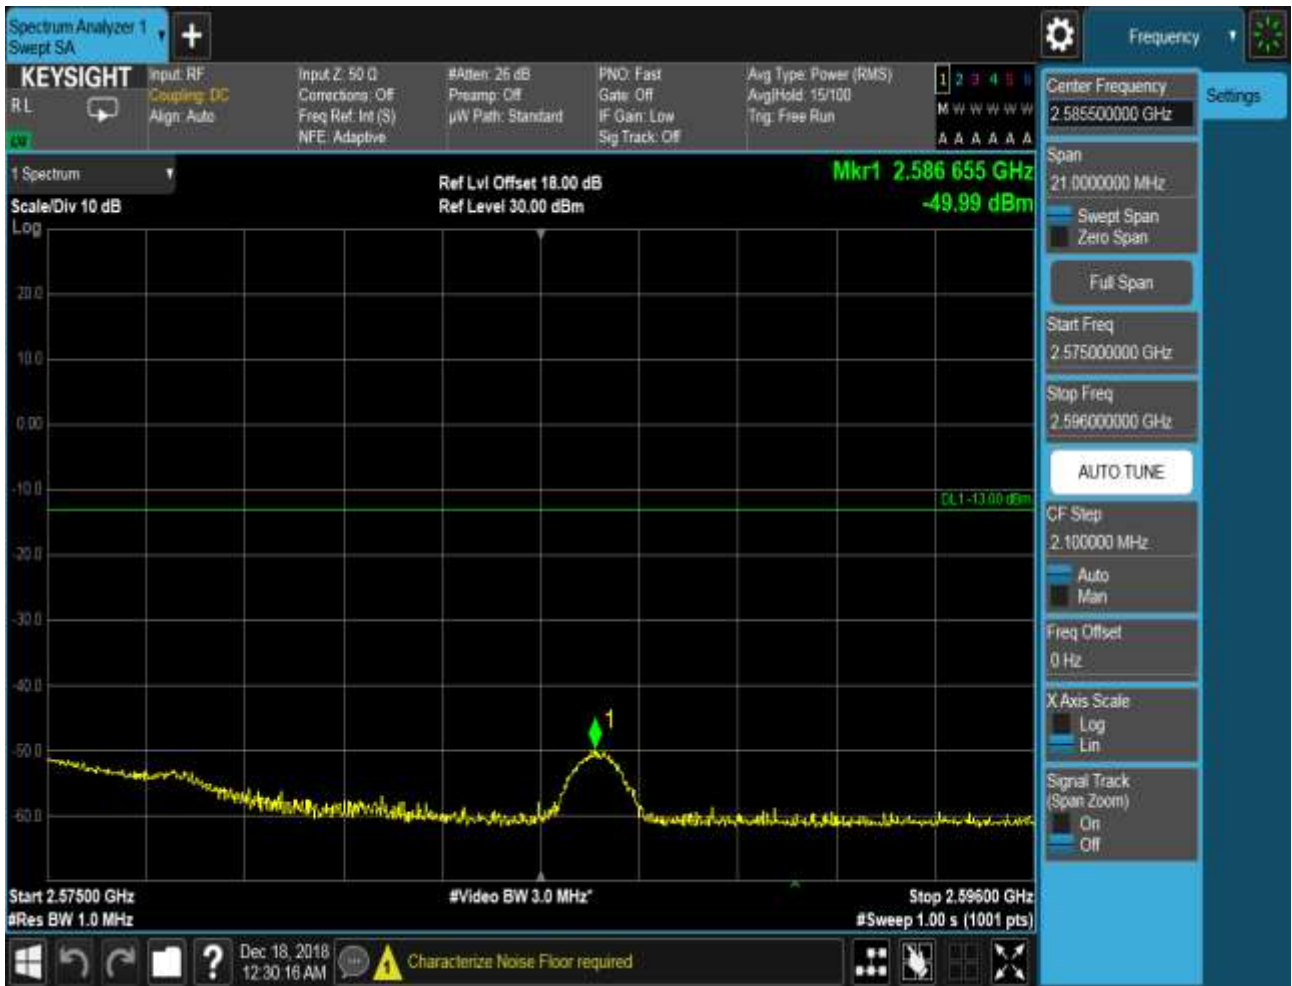 Spectrum Analyzer 1
Swept SA
Frequency
KEYSIGHT
R L
Input: RF
Coupling: DC
Align: Auto
Input Z: 50 Ω
Corrections: Off
Freq Ref: Int (S)
NFE: Adaptive
#Atten: 26 dB
Preamp: Off
µW Path: Standard
PNO: Fast
Gate: Off
IF Gain: Low
Sig Track: Off
Avg Type: Power (RMS)
Avg|Hold: 15/100
Trig: Free Run
1 2 3 4 5 6
M W W W W W
A A A A A A
1 Spectrum
Scale/Div 10 dB
Log
Ref Lvl Offset 18.00 dB
Ref Level 30.00 dBm
Mkr1 2.586 655 GHz
-49.99 dBm
20.0
10.0
0.00
-10.0
-20.0
-30.0
-40.0
-50.0
-60.0
DL1 -13.00 dBm
1
Start 2.57500 GHz
#Res BW 1.0 MHz
#Video BW 3.0 MHz*
Stop 2.59600 GHz
#Sweep 1.00 s (1001 pts)
Center Frequency
2.585500000 GHz
Settings
Span
21.0000000 MHz
Swept Span
Zero Span
Full Span
Start Freq
2.575000000 GHz
Stop Freq
2.596000000 GHz
AUTO TUNE
CF Step
2.100000 MHz
Auto
Man
Freq Offset
0 Hz
X Axis Scale
Log
Lin
Signal Track
(Span Zoom)
On
Off
?
Dec 18, 2018
12:30:16 AM
1
Characterize Noise Floor required